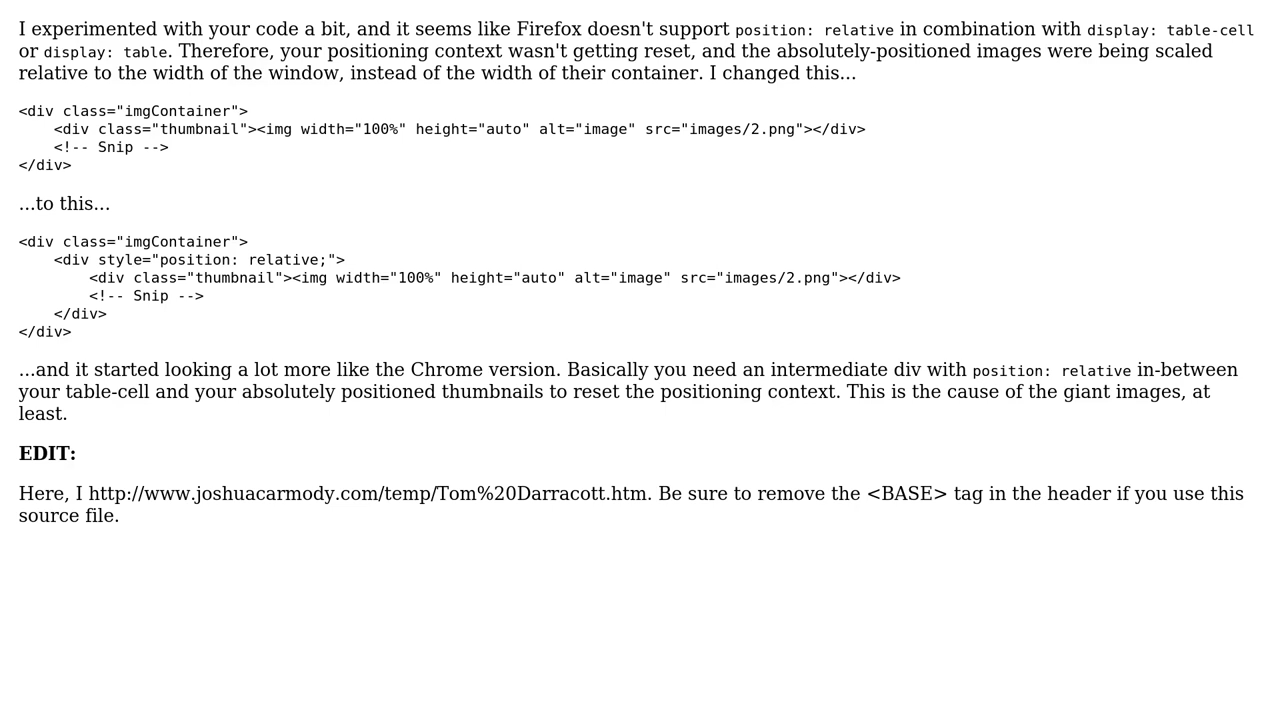 I experimented with your code a bit, and it seems like Firefox doesn't support position: relative in combination with display: table-cell
or display: table. Therefore, your positioning context wasn't getting reset, and the absolutely-positioned images were being scaled
relative to the width of the window, instead of the width of their container. I changed this...
<div class="imgContainer">
    <div class="thumbnail"><img width="100%" height="auto" alt="image" src="images/2.png"></div>
    <!-- Snip -->
</div>
...to this...
<div class="imgContainer">
    <div style="position: relative;">
        <div class="thumbnail"><img width="100%" height="auto" alt="image" src="images/2.png"></div>
        <!-- Snip -->
    </div>
</div>
...and it started looking a lot more like the Chrome version. Basically you need an intermediate div with position: relative in-between
your table-cell and your absolutely positioned thumbnails to reset the positioning context. This is the cause of the giant images, at
least.
EDIT:
Here, I http://www.joshuacarmody.com/temp/Tom%20Darracott.htm. Be sure to remove the <BASE> tag in the header if you use this
source file.